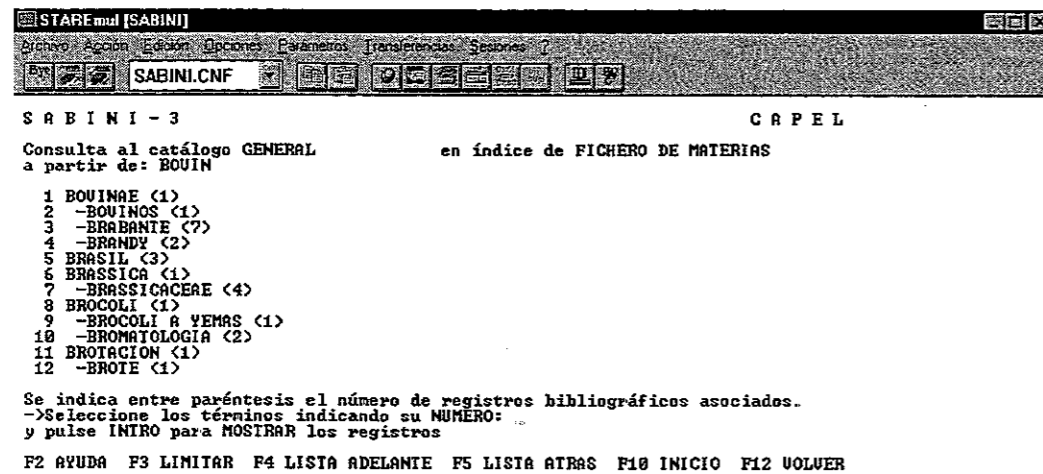 STAREmul [SABINI]
Archivo Acción Edición Opciones Parametros Transferencias Sesiones ?
SABINI.CNF
S A B I N I - 3 C A P E L
Consulta al catálogo GENERAL en índice de FICHERO DE MATERIAS
a partir de: BOVIN
1 BOVINAE <1>
2 -BOVINOS <1>
3 -BRABANTE <7>
4 -BRANDY <2>
5 BRASIL <3>
6 BRASSICA <1>
7 -BRASSICACEAE <4>
8 BROCOLI <1>
9 -BROCOLI A YEMAS <1>
10 -BROMATOLOGIA <2>
11 BROTACION <1>
12 -BROTE <1>
Se indica entre paréntesis el número de registros bibliográficos asociados.
->Seleccione los términos indicando su NUMERO:
y pulse INTRO para MOSTRAR los registros
F2 AYUDA F3 LIMITAR F4 LISTA ADELANTE F5 LISTA ATRAS F10 INICIO F12 VOLVER